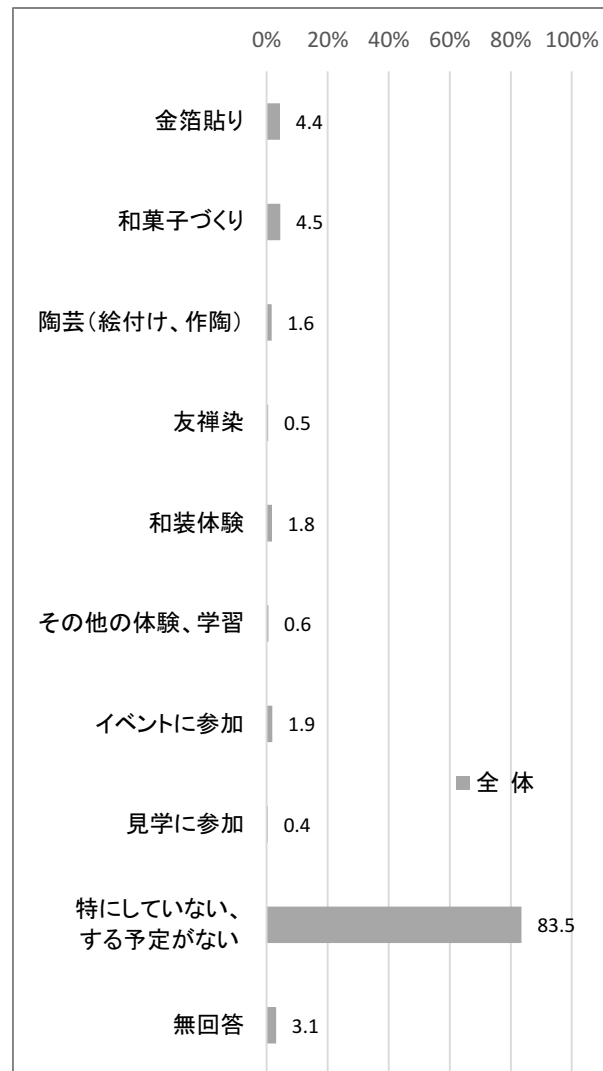 0% 20% 40% 60% 80% 100%
金箔貼り 4.4
和菓子づくり 4.5
陶芸（絵付け、作陶） 1.6
友禅染 0.5
和装体験 1.8
その他の体験、学習 0.6
イベントに参加 1.9
全 体
見学に参加 0.4
特にしていない、
する予定がない 83.5
無回答 3.1